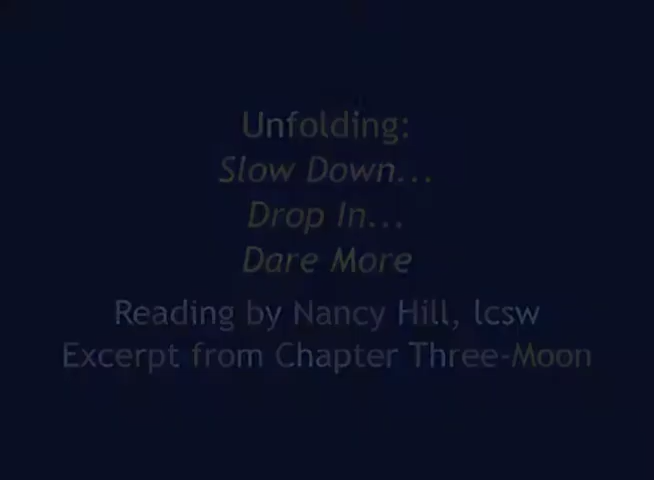 Unfolding:
Slow Down...
Drop In...
Dare More
Reading by Nancy Hill, lcsw
Excerpt from Chapter Three-Moon